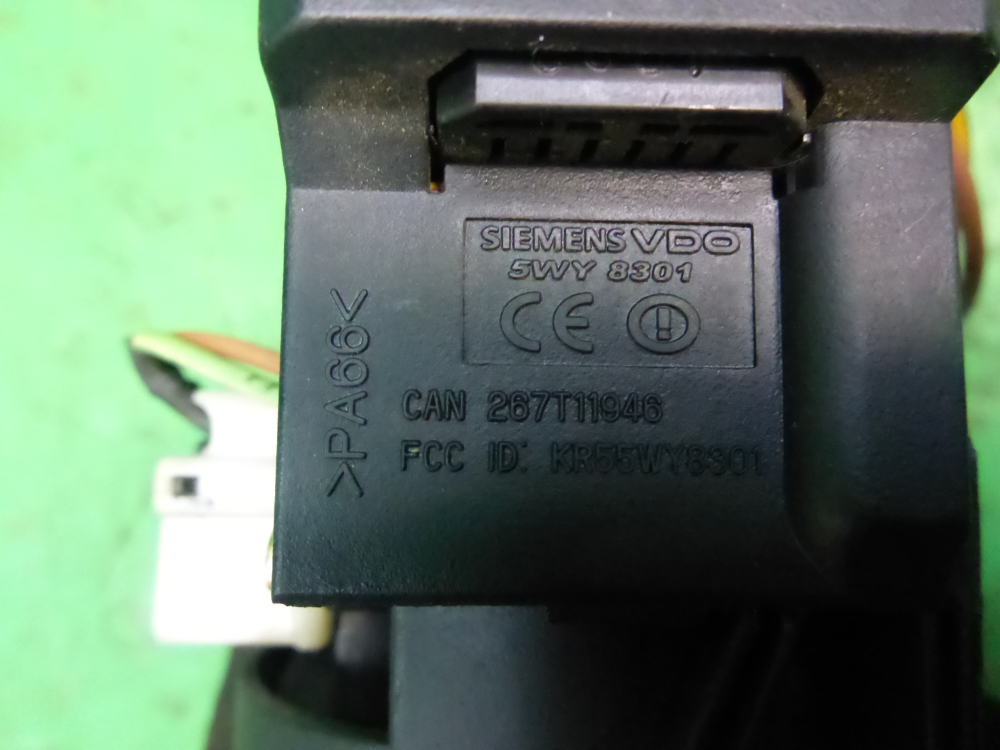 SIEMENS VDO
5WY 8301
CE
>PA66<
CAN 267T11946
FCC ID: KR55WY8301